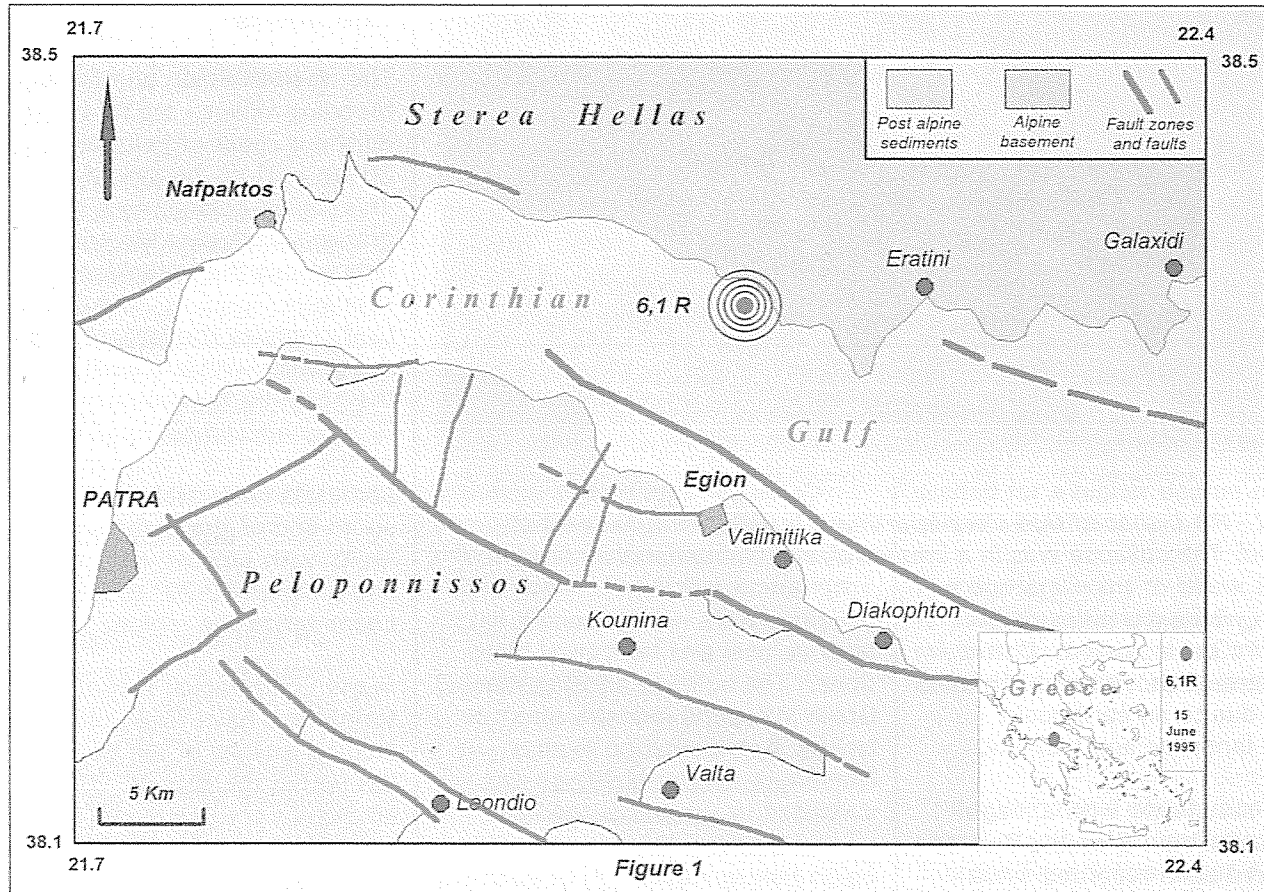 21.7
22.4
38.5
38.5
Sterea Hellas
Post alpine
sediments
Alpine
basement
Fault zones
and faults
Nafpaktos
Galaxidi
Eratini
Corinthian
6,1 R
Gulf
Egion
PATRA
Valimitika
Peloponnissos
Kounina
Diakophton
Greece
6,1R
15
June
1995
Valta
5 Km
Leondio
38.1
38.1
21.7
Figure 1
22.4